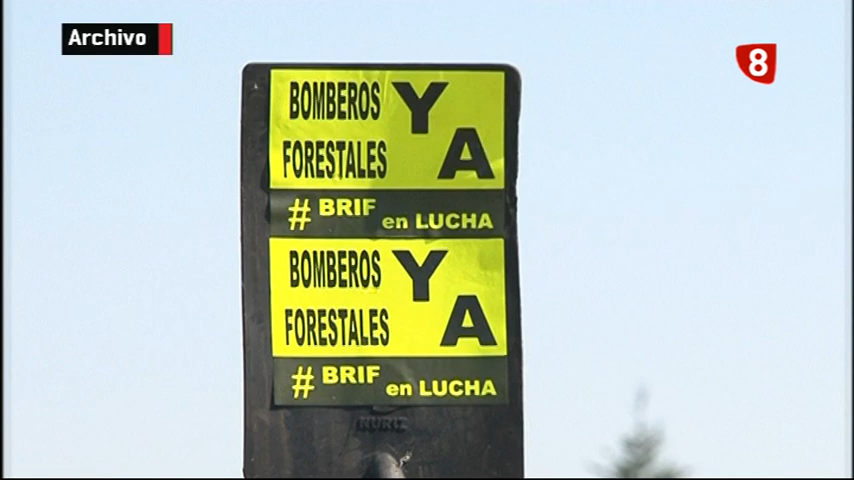 Archivo
8
BOMBEROS YA
FORESTALES
# BRIF en LUCHA
BOMBEROS YA
FORESTALES
# BRIF en LUCHA